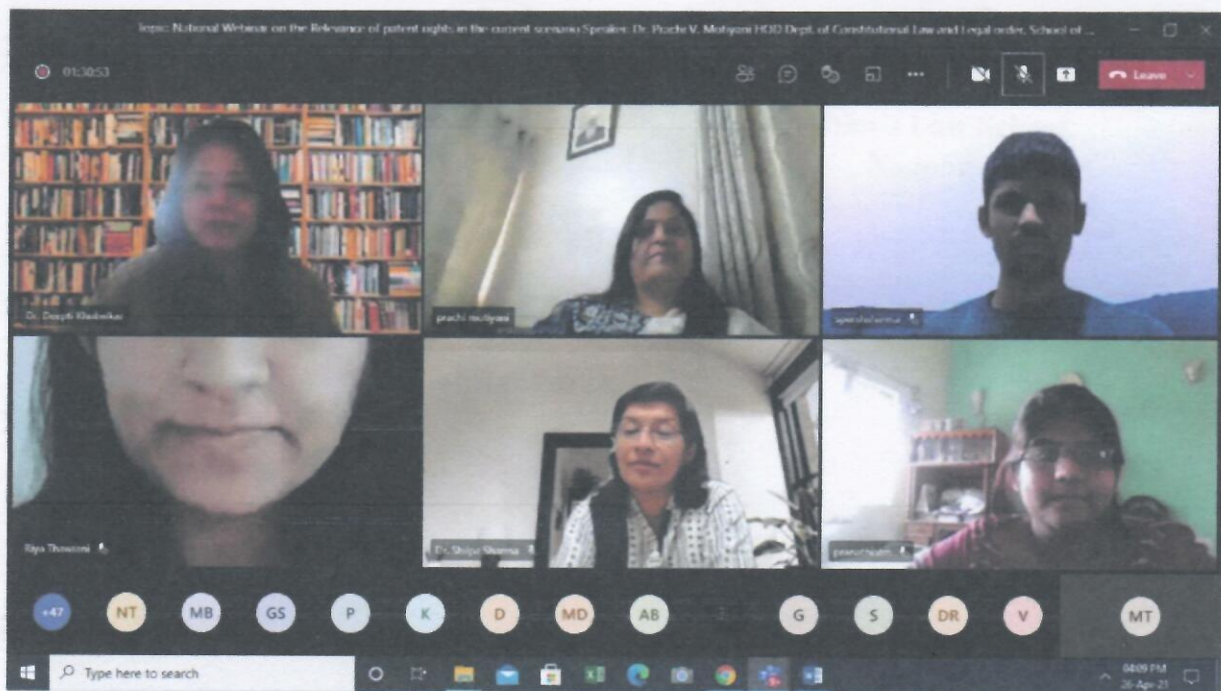 Topic: National Webinar on the Relevance of patent rights in the current scenario Speaker: Dr. Prachi V. Motiyani HOD Dept. of Constitutional Law and Legal order, School of ...
01:30:53
Leave
Dr. Deepti Khubalkar
prachi motiyani
sparshsharma
Riya Thawrani
Dr. Shilpa Sharma
+47
NT
MB
GS
P
K
D
MD
AB
G
S
DR
V
MT
Type here to search
04:09 PM
26-Apr-21